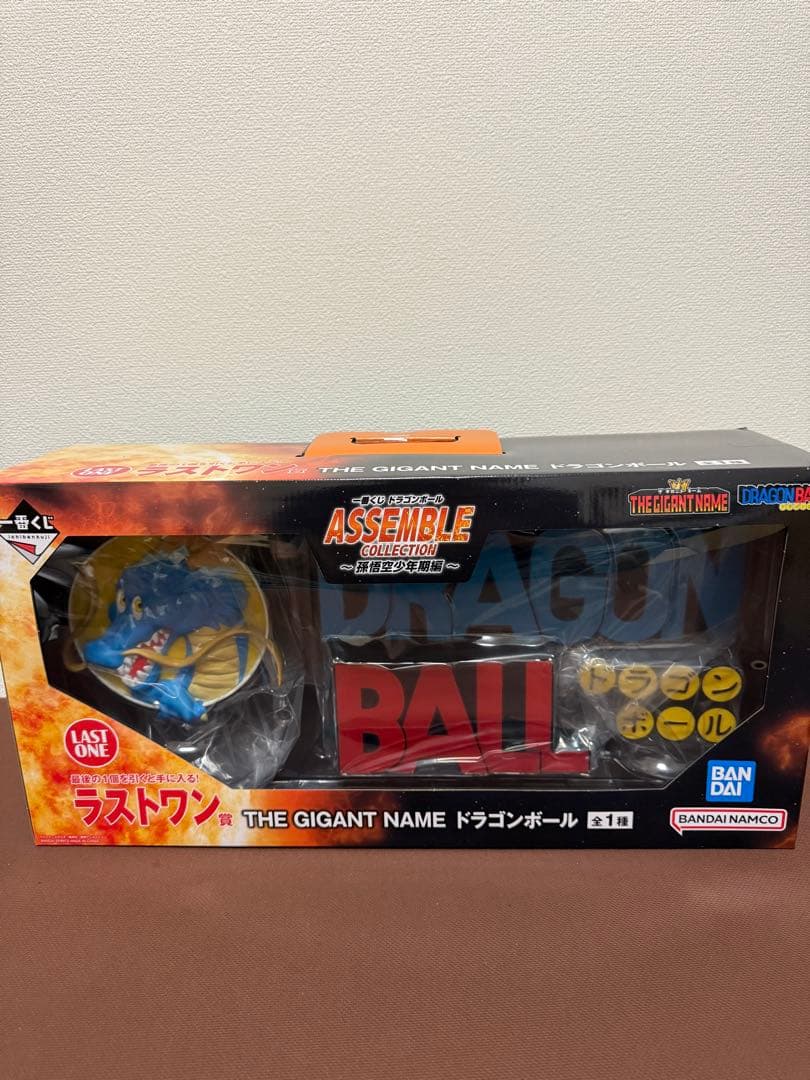 ラストワン賞 THE GIGANT NAME ドラゴンボール 全1種
一番くじ
ichibankuji
一番くじ ドラゴンボール
ASSEMBLE
COLLECTION
～孫悟空少年期編～
THE GIGANT NAME
DRAGON BA
DRAGON
BALL
ドラゴン
ボール
LAST
ONE
最後の1個を引くと手に入る!
ラストワン賞 THE GIGANT NAME ドラゴンボール 全1種
BAN
DAI
BANDAI NAMCO